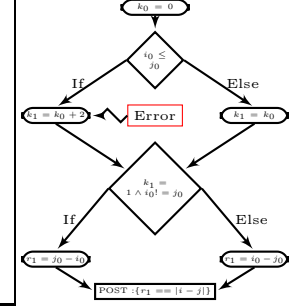 k₀ = 0
i₀ ≤
j₀
If
Else
k₁ = k₀ + 2
Error
k₁ = k₀
k₁ =
1 ∧ i₀! = j₀
If
Else
r₁ = j₀ − i₀
r₁ = i₀ − j₀
POST :{r₁ == |i − j|}